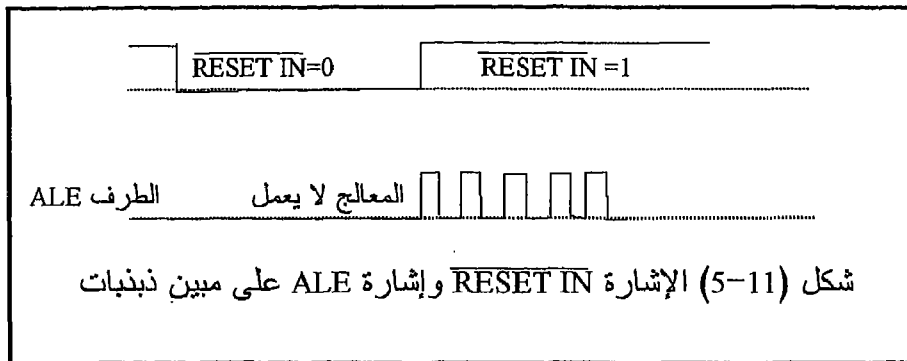 RESET IN=0 RESET IN =1
الطرف ALE المعالج لا يعمل
شكل (11-5) الإشارة RESET IN وإشارة ALE على مبين ذبذبات